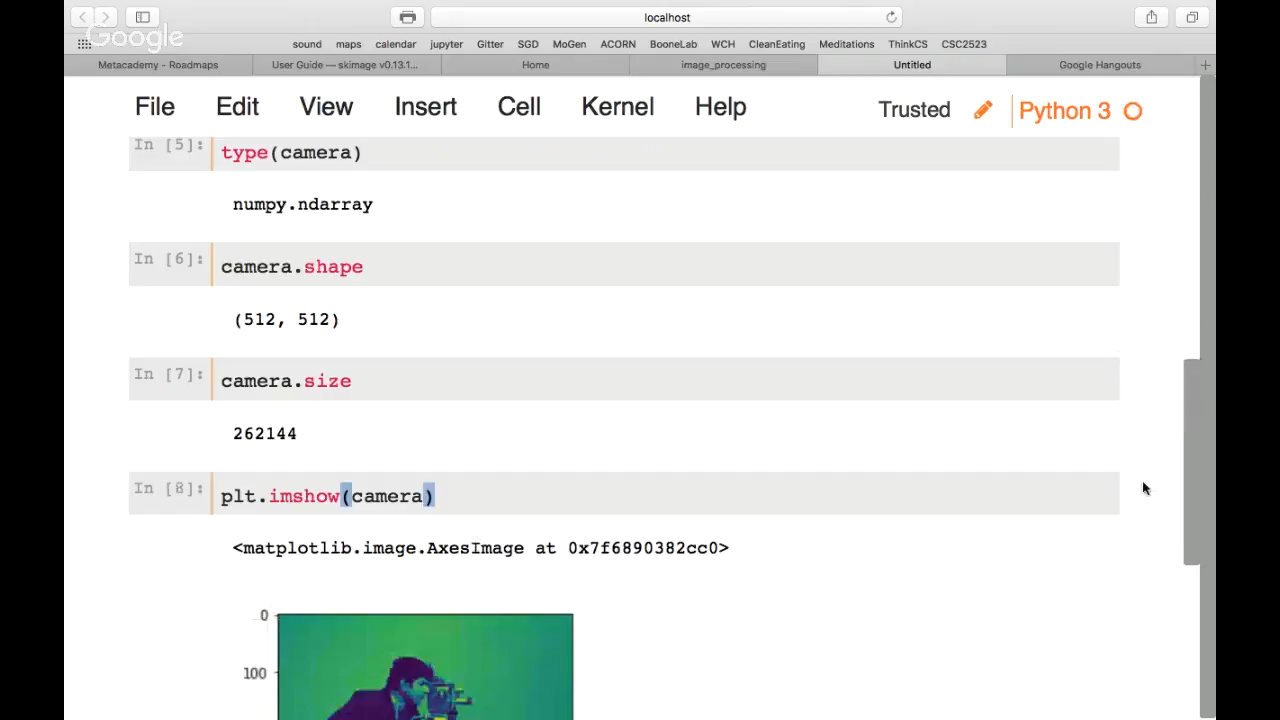 localhost
Google
sound maps calendar jupyter Gitter SGD MoGen ACORN BooneLab WCH CleanEating Meditations ThinkCS CSC2523
Metacademy - Roadmaps User Guide — skimage v0.13.1... Home image_processing Untitled Google Hangouts
File Edit View Insert Cell Kernel Help Trusted Python 3
In [5]: type(camera)
numpy.ndarray
In [6]: camera.shape
(512, 512)
In [7]: camera.size
262144
In [8]: plt.imshow(camera)
<matplotlib.image.AxesImage at 0x7f6890382cc0>
0
100